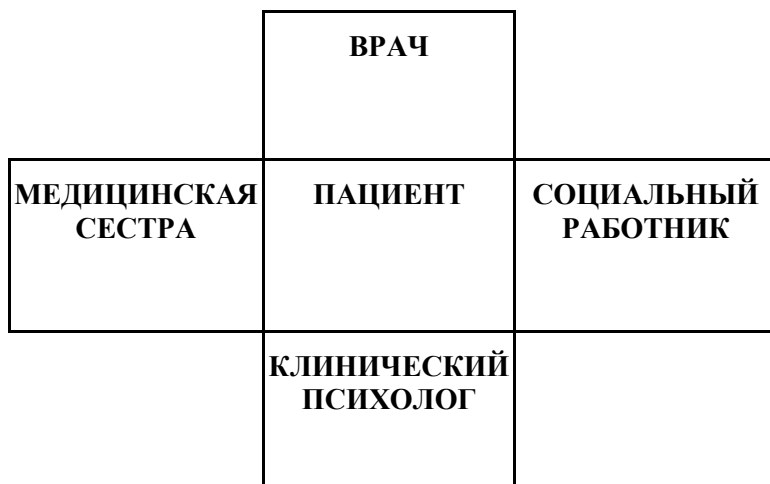 ВРАЧ
МЕДИЦИНСКАЯ
СЕСТРА
ПАЦИЕНТ
СОЦИАЛЬНЫЙ
РАБОТНИК
КЛИНИЧЕСКИЙ
ПСИХОЛОГ